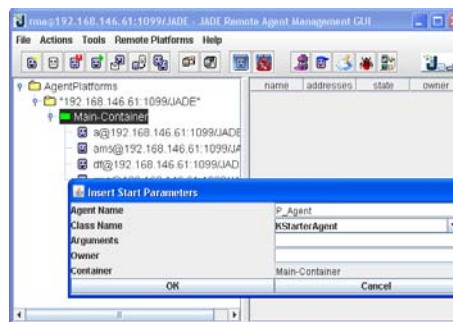 rma@192.168.146.61:1099/JADE - JADE Remote Agent Management GUI
File Actions Tools Remote Platforms Help
AgentPlatforms
"192.168.146.61:1099/JADE"
Main-Container
a@192.168.146.61:1099/JADE
ams@192.168.146.61:1099/JA
df@192.168.146.61:1099/JAD
name addresses state owner
Insert Start Parameters
Agent Name P_Agent
Class Name KStarterAgent
Arguments
Owner
Container Main-Container
OK Cancel